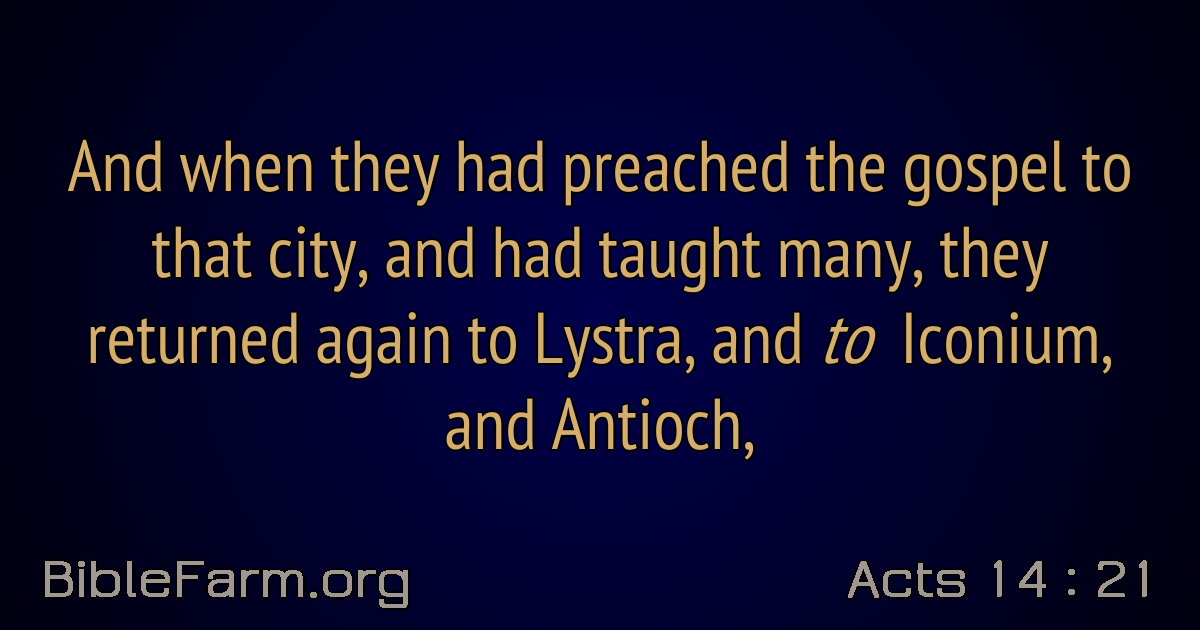 And when they had preached the gospel to
that city, and had taught many, they
returned again to Lystra, and to Iconium,
and Antioch,
BibleFarm.org
Acts 14 : 21